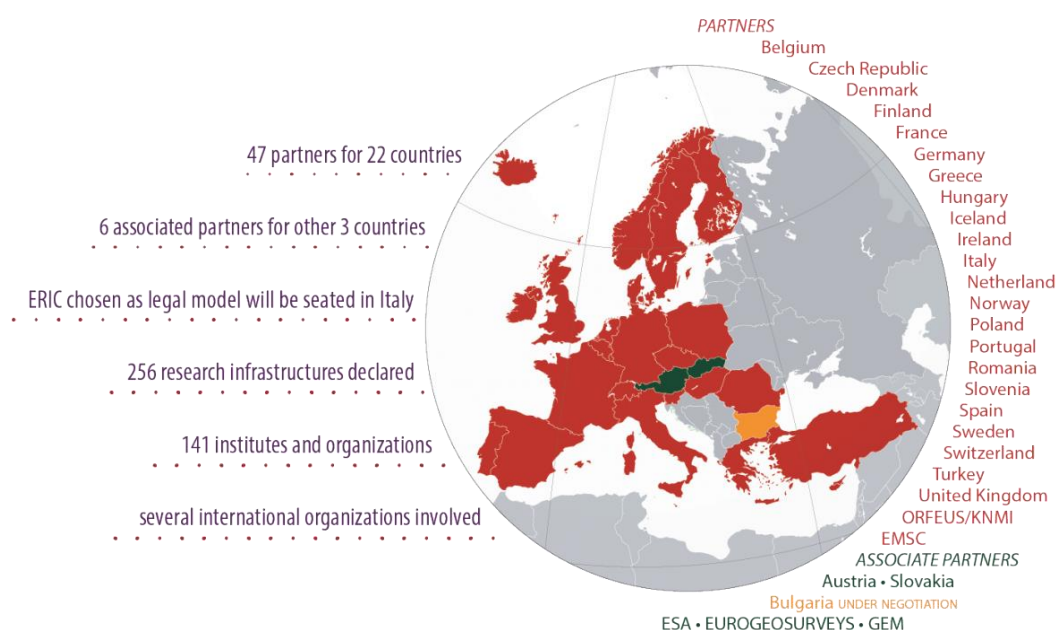 47 partners for 22 countries
6 associated partners for other 3 countries
ERIC chosen as legal model will be seated in Italy
256 research infrastructures declared
141 institutes and organizations
several international organizations involved
PARTNERS
Belgium
Czech Republic
Denmark
Finland
France
Germany
Greece
Hungary
Iceland
Ireland
Italy
Netherland
Norway
Poland
Portugal
Romania
Slovenia
Spain
Sweden
Switzerland
Turkey
United Kingdom
ORFEUS/KNMI
EMSC
ASSOCIATE PARTNERS
Austria • Slovakia
Bulgaria UNDER NEGOTIATION
ESA • EUROGEOSURVEYS • GEM